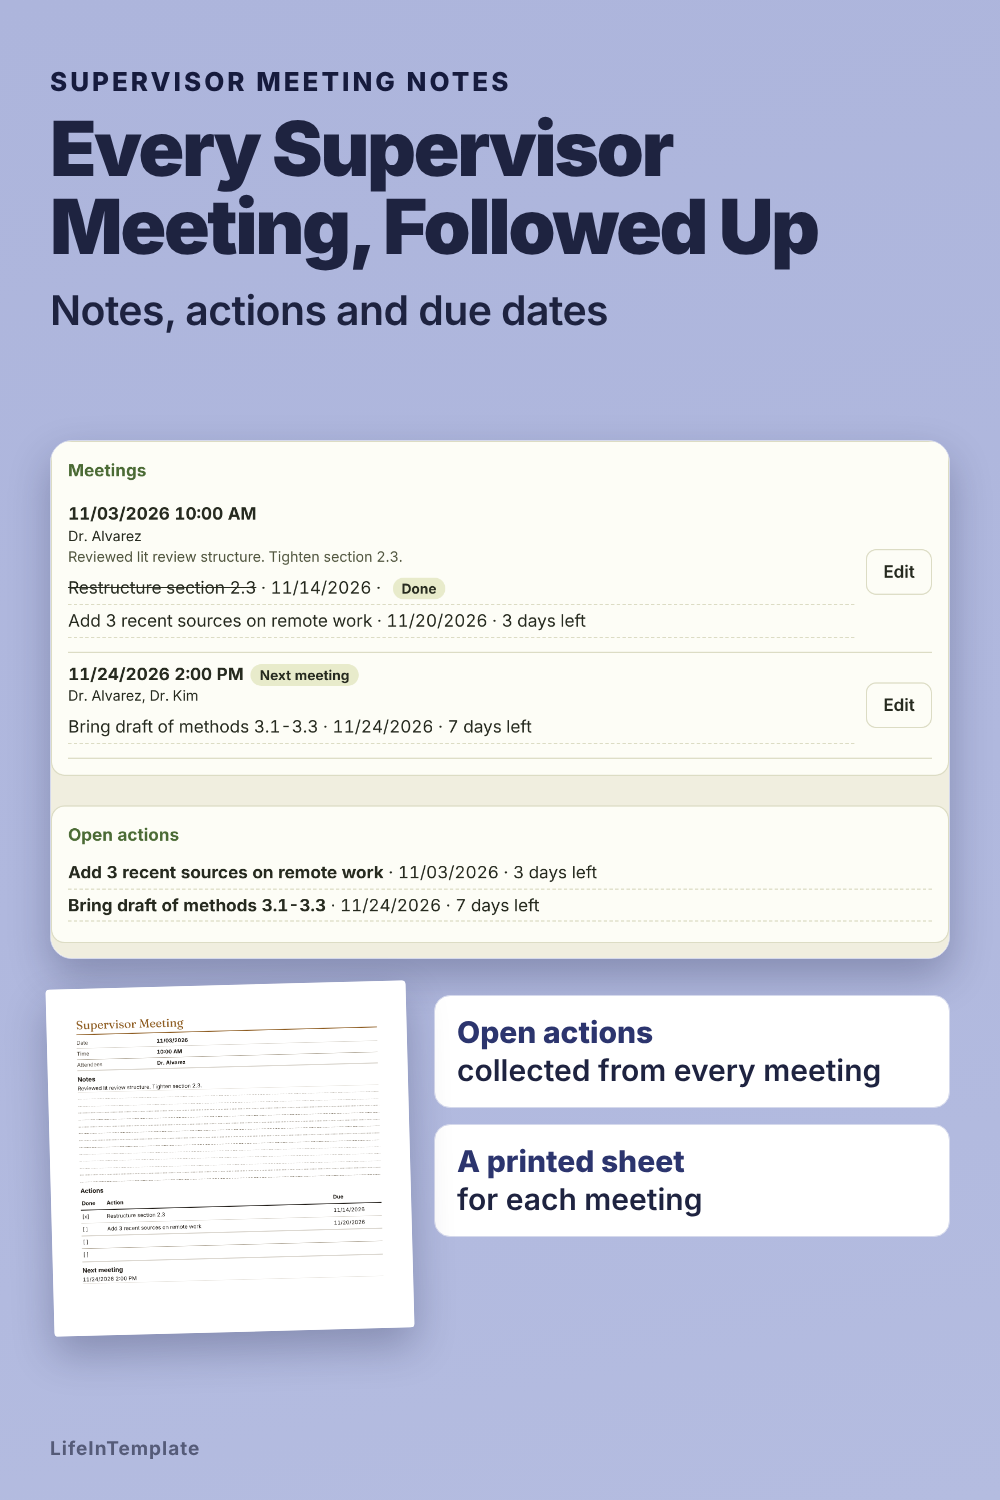 SUPERVISOR MEETING NOTES
Every Supervisor
Meeting, Followed Up
Notes, actions and due dates
Meetings
11/03/2026 10:00 AM
Dr. Alvarez
Reviewed lit review structure. Tighten section 2.3.
Restructure section 2.3 · 11/14/2026 · Done
Add 3 recent sources on remote work · 11/20/2026 · 3 days left
Edit
11/24/2026 2:00 PM Next meeting
Dr. Alvarez, Dr. Kim
Bring draft of methods 3.1-3.3 · 11/24/2026 · 7 days left
Edit
Open actions
Add 3 recent sources on remote work · 11/03/2026 · 3 days left
Bring draft of methods 3.1-3.3 · 11/24/2026 · 7 days left
Supervisor Meeting
Date 11/03/2026
Time 10:00 AM
Attendees Dr. Alvarez
Notes
Reviewed lit review structure. Tighten section 2.3.
Actions
Done Action Due
[x] Restructure section 2.3 11/14/2026
[ ] Add 3 recent sources on remote work 11/20/2026
[ ]
[ ]
Next meeting
11/24/2026 2:00 PM
Open actions
collected from every meeting
A printed sheet
for each meeting
LifeInTemplate